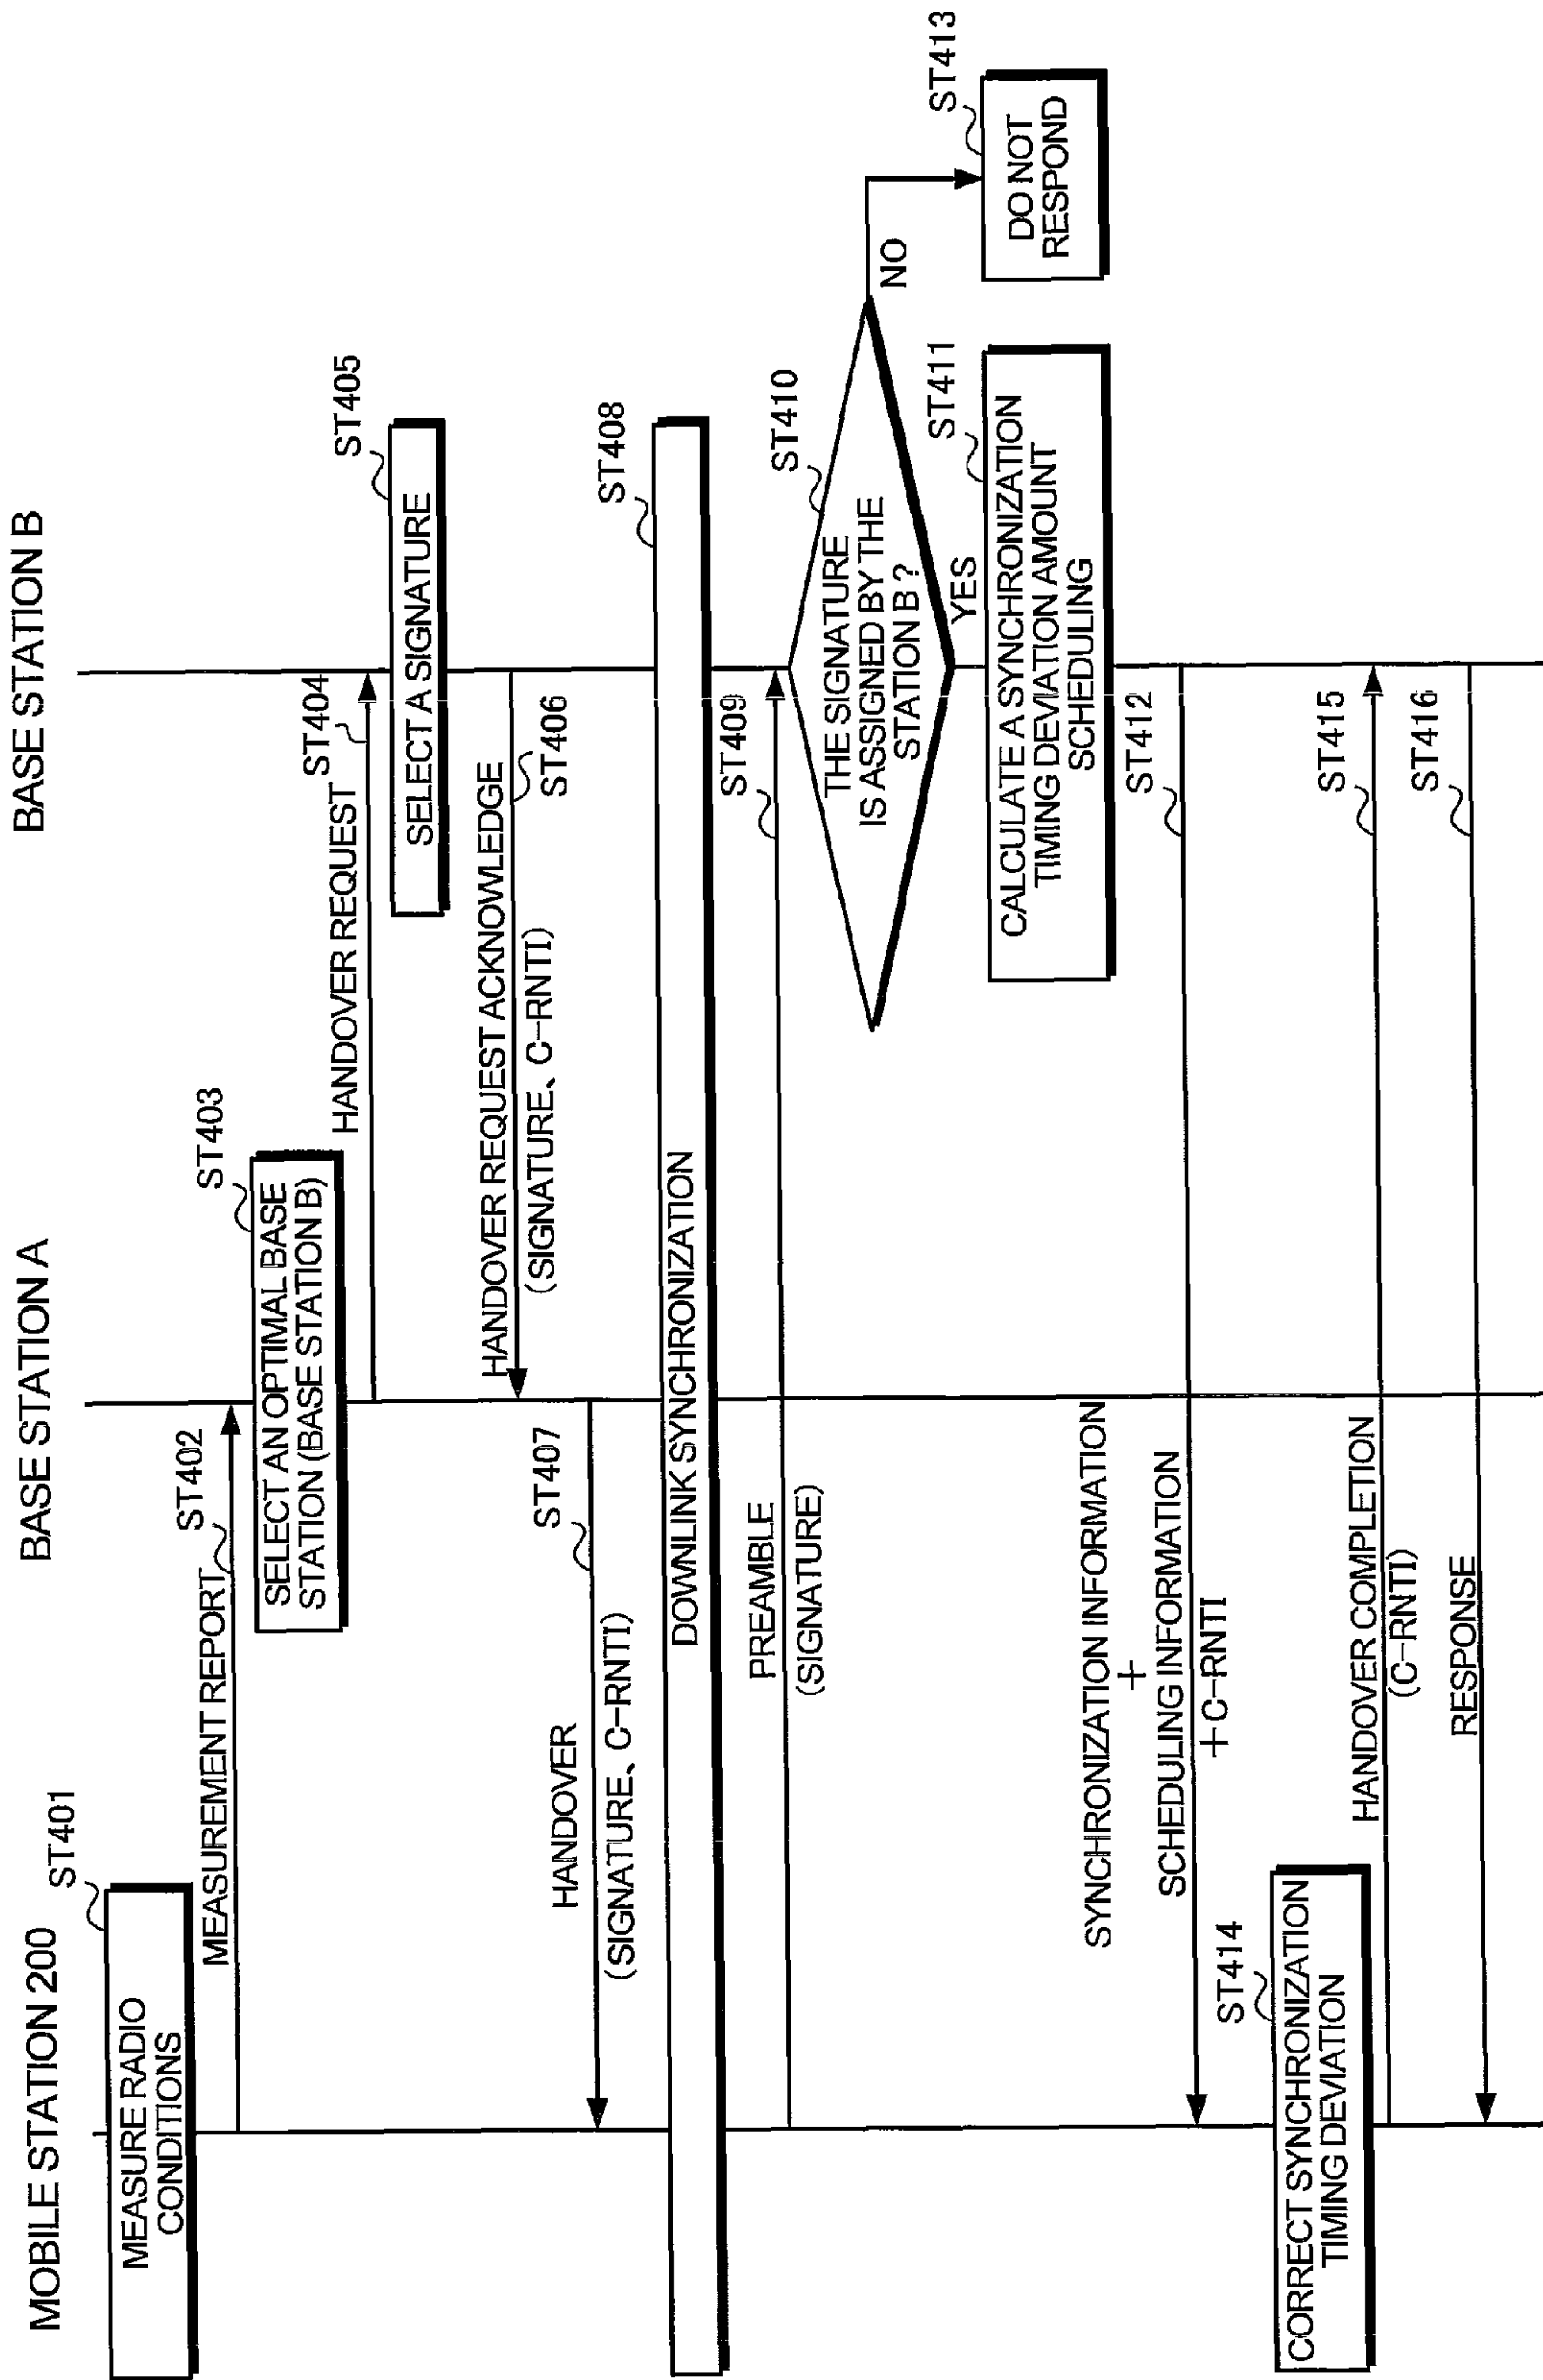 MOBILE STATION 200
BASE STATION A
BASE STATION B
ST401
MEASURE RADIO
CONDITIONS
MEASUREMENT REPORT
ST402
ST403
SELECT AN OPTIMAL BASE
STATION (BASE STATION B)
HANDOVER REQUEST
ST404
ST405
SELECT A SIGNATURE
HANDOVER REQUEST ACKNOWLEDGE
(SIGNATURE、C-RNTI)
ST406
HANDOVER
(SIGNATURE、C-RNTI)
ST407
ST408
DOWNLINK SYNCHRONIZATION
PREAMBLE
(SIGNATURE)
ST409
ST410
THE SIGNATURE
IS ASSIGNED BY THE
STATION B ?
NO
YES
ST411
CALCULATE A SYNCHRONIZATION
TIMING DEVIATION AMOUNT
SCHEDULING
ST413
DO NOT
RESPOND
SYNCHRONIZATION INFORMATION
+
SCHEDULING INFORMATION
+C-RNTI
ST412
ST414
CORRECT SYNCHRONIZATION
TIMING DEVIATION
HANDOVER COMPLETION
(C-RNTI)
ST415
RESPONSE
ST416